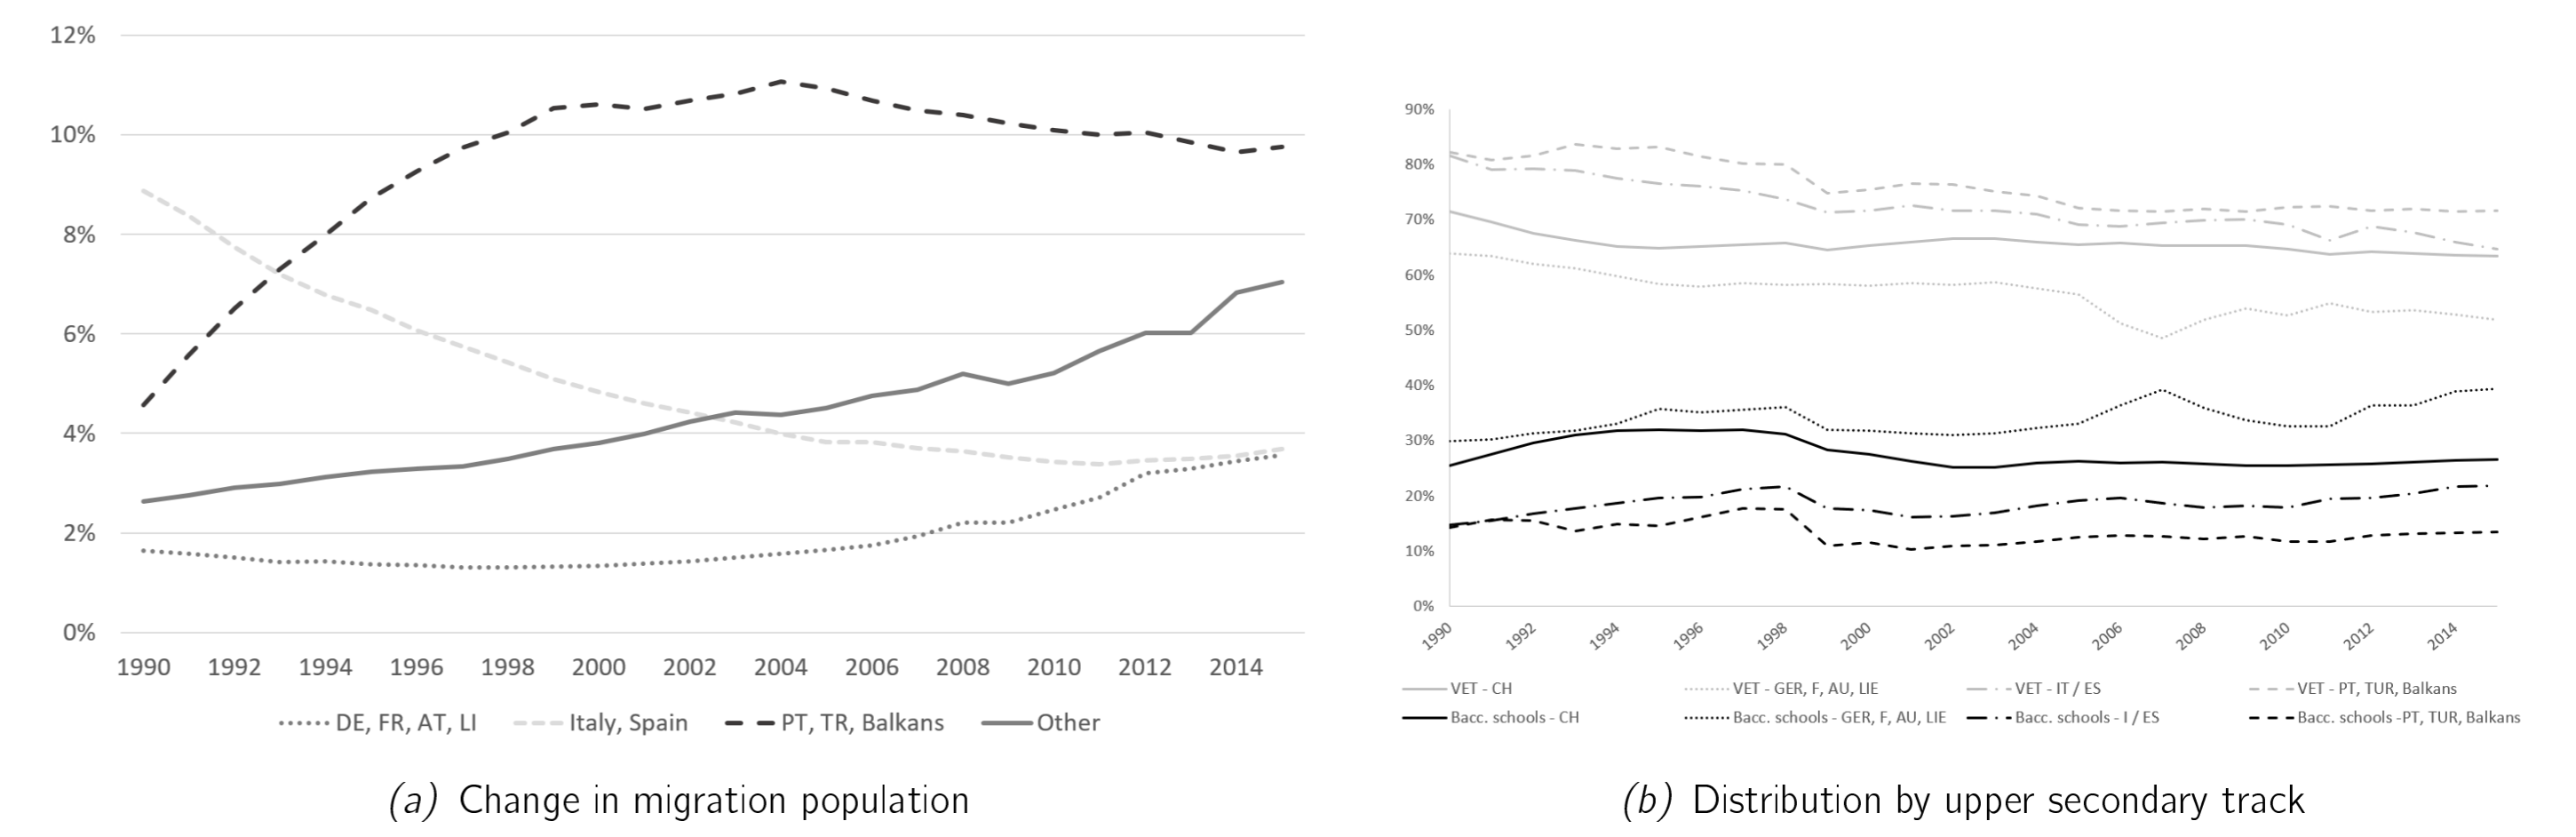 12%
10%
8%
6%
4%
2%
0%
1990 1992 1994 1996 1998 2000 2002 2004 2006 2008 2010 2012 2014
DE, FR, AT, LI Italy, Spain PT, TR, Balkans Other
(a) Change in migration population
90%
80%
70%
60%
50%
40%
30%
20%
10%
0%
1990 1992 1994 1996 1998 2000 2002 2004 2006 2008 2010 2012 2014
VET - CH VET - GER, F, AU, LIE VET - IT / ES VET - PT, TUR, Balkans
Bacc. schools - CH Bacc. schools - GER, F, AU, LIE Bacc. schools - I / ES Bacc. schools -PT, TUR, Balkans
(b) Distribution by upper secondary track